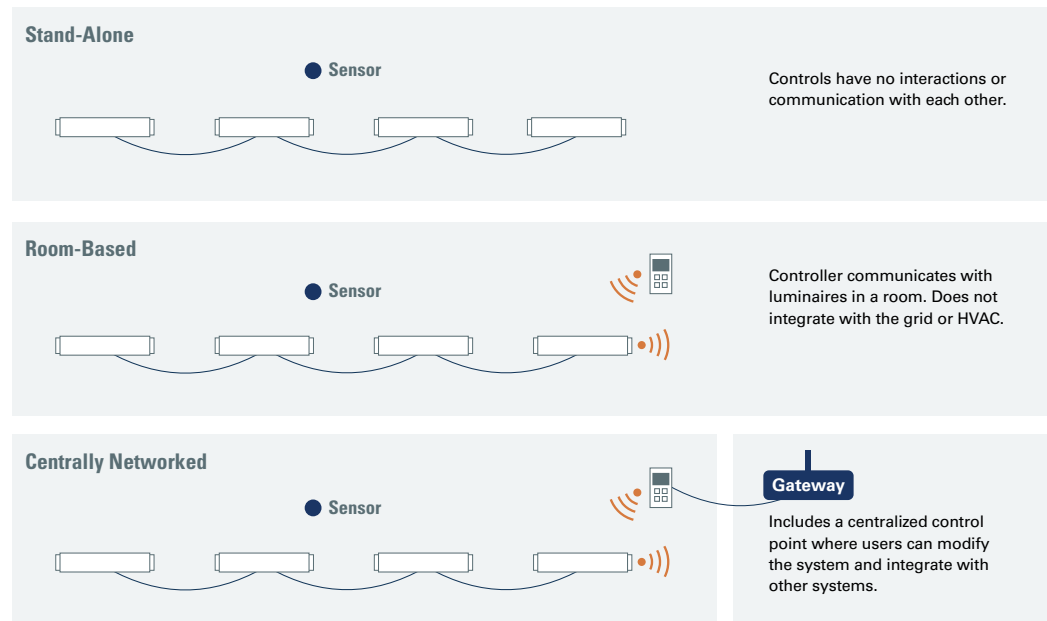 Stand-Alone
Sensor
Controls have no interactions or
communication with each other.
Room-Based
Sensor
Controller communicates with
luminaires in a room. Does not
integrate with the grid or HVAC.
Centrally Networked
Sensor
Gateway
Includes a centralized control
point where users can modify
the system and integrate with
other systems.